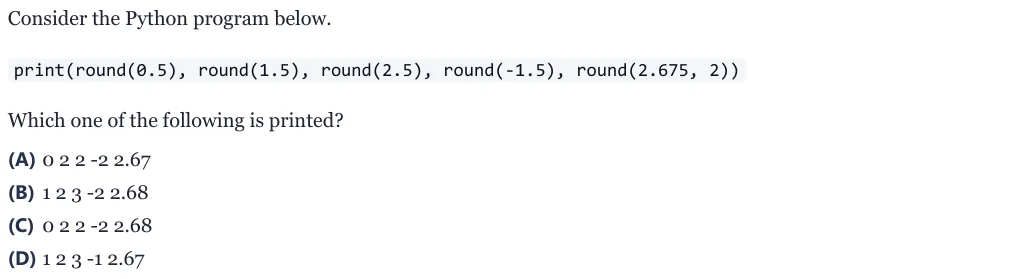 Consider the Python program below.
print(round(0.5), round(1.5), round(2.5), round(-1.5), round(2.675, 2))
Which one of the following is printed?
(A) 0 2 2 -2 2.67
(B) 1 2 3 -2 2.68
(C) 0 2 2 -2 2.68
(D) 1 2 3 -1 2.67